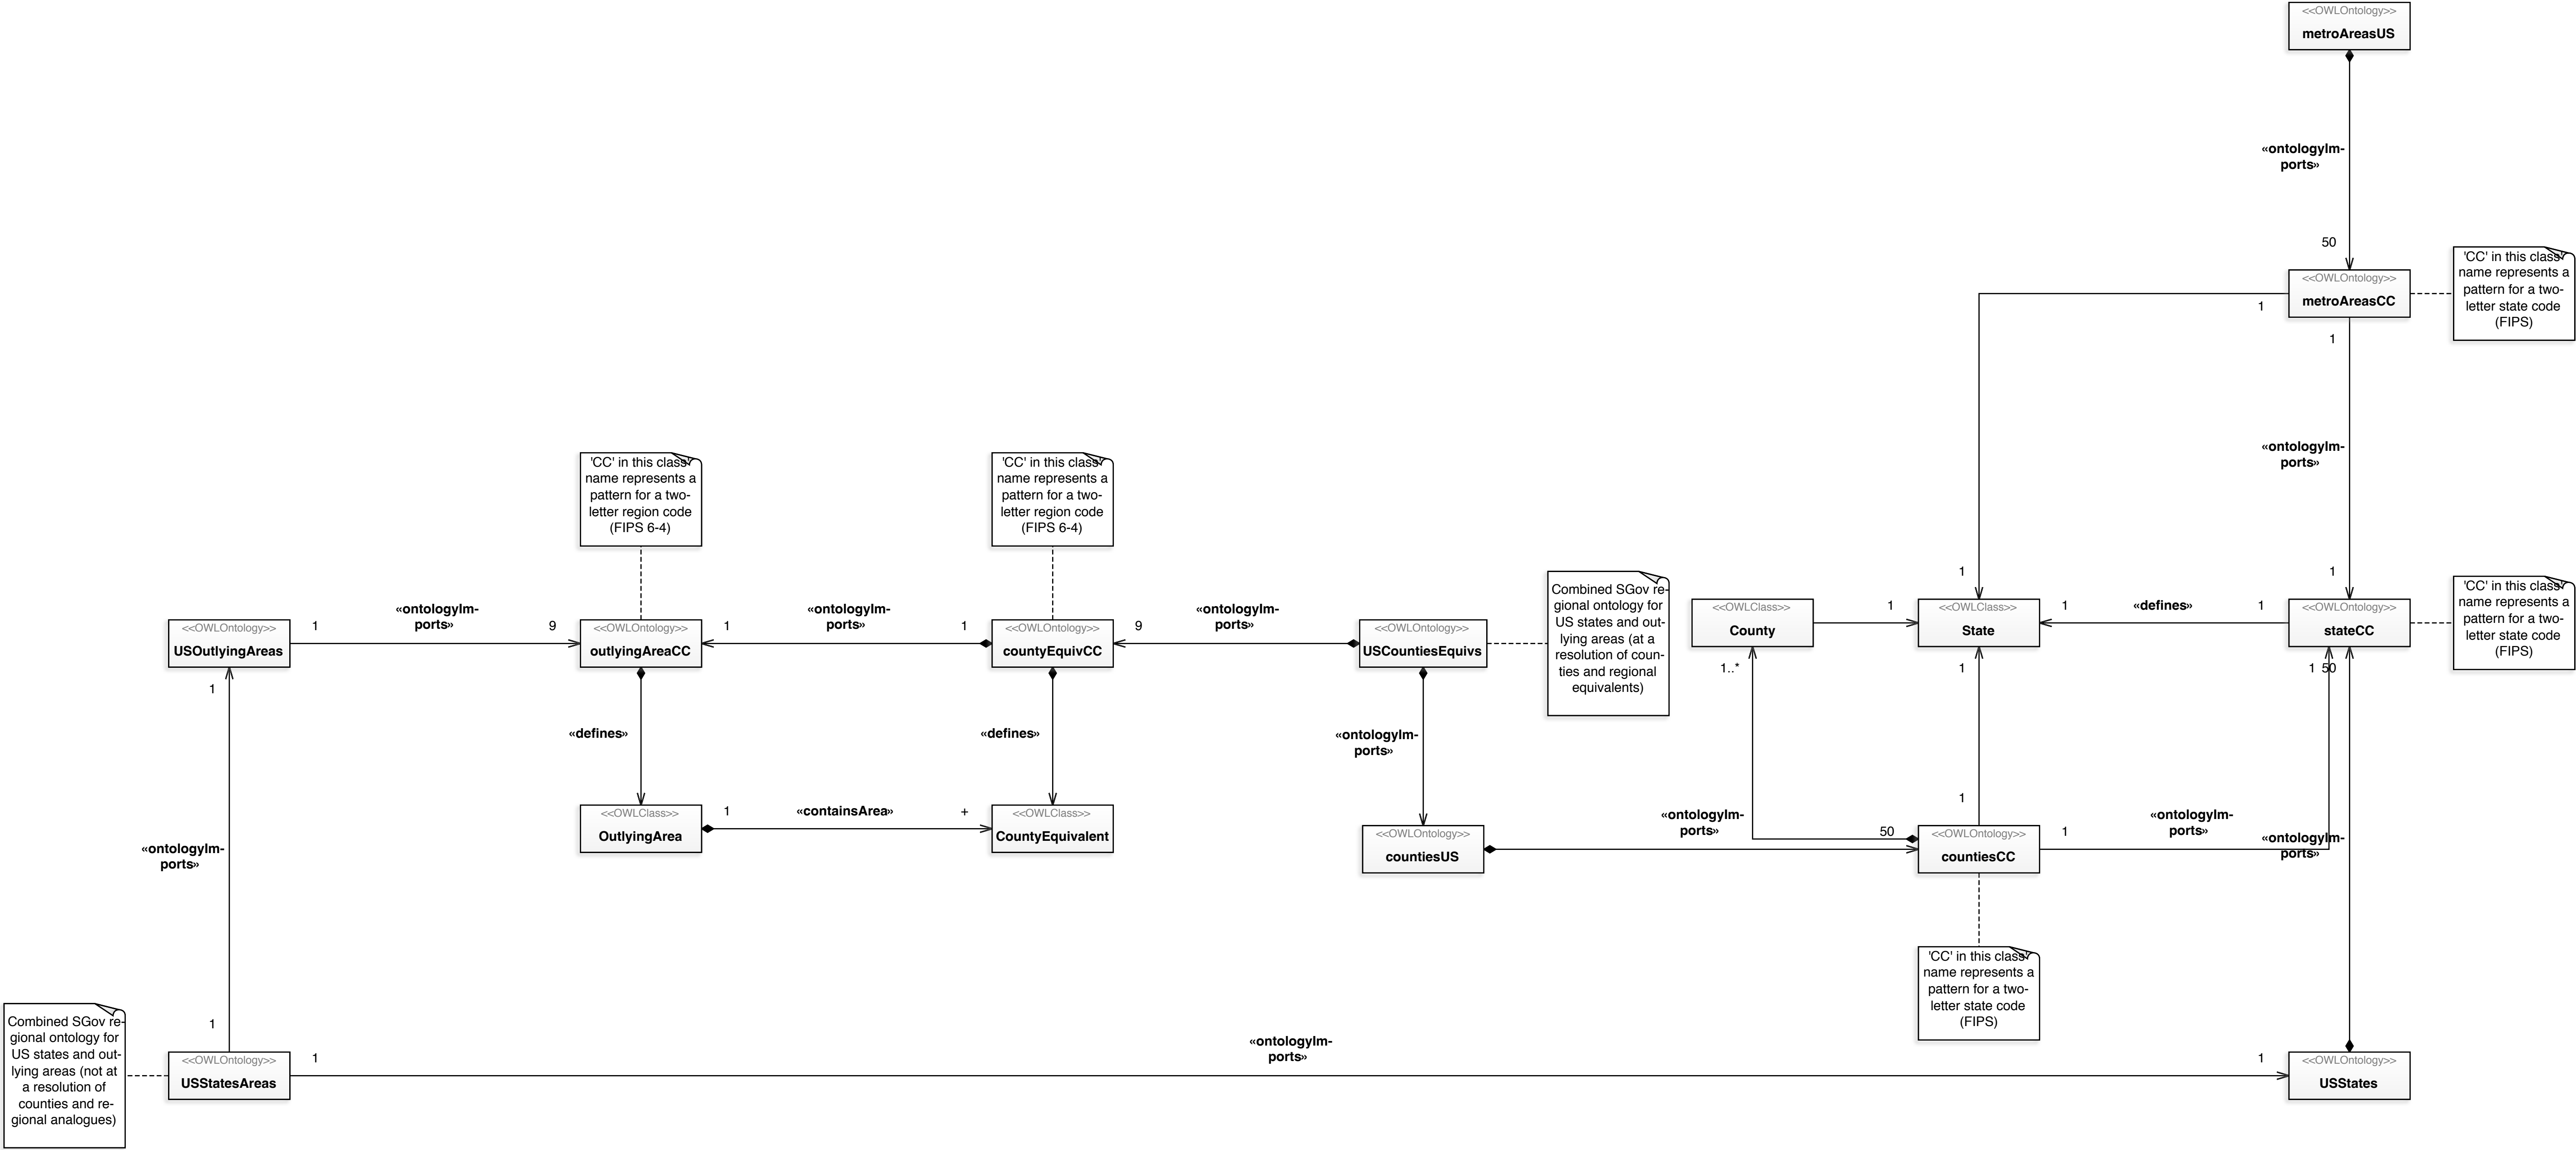 <<OWLOntology>>
metroAreasUS
«ontologyIm-
ports»
50
<<OWLOntology>>
metroAreasCC
'CC' in this class
name represents a
pattern for a two-
letter state code
(FIPS)
1
1
«ontologyIm-
ports»
1
1
'CC' in this class
name represents a
pattern for a two-
letter region code
(FIPS 6-4)
'CC' in this class
name represents a
pattern for a two-
letter region code
(FIPS 6-4)
<<OWLOntology>>
USOutlyingAreas
1
«ontologyIm-
ports»
9
<<OWLOntology>>
outlyingAreaCC
1
«ontologyIm-
ports»
1
<<OWLOntology>>
countyEquivCC
9
«ontologyIm-
ports»
<<OWLOntology>>
USCountiesEquivs
Combined SGov re-
gional ontology for
US states and out-
lying areas (at a
resolution of coun-
ties and regional
equivalents)
<<OWLClass>>
County
1
<<OWLClass>>
State
1
«defines»
1
<<OWLOntology>>
stateCC
'CC' in this class
name represents a
pattern for a two-
letter state code
(FIPS)
1
1..*
1
1
50
«defines»
«defines»
«ontologyIm-
ports»
<<OWLClass>>
OutlyingArea
1
«containsArea»
+
<<OWLClass>>
CountyEquivalent
<<OWLOntology>>
countiesUS
«ontologyIm-
ports»
50
1
<<OWLOntology>>
countiesCC
1
«ontologyIm-
ports»
«ontologyIm-
ports»
«ontologyIm-
ports»
'CC' in this class
name represents a
pattern for a two-
letter state code
(FIPS)
Combined SGov re-
gional ontology for
US states and out-
lying areas (not at
a resolution of
counties and re-
gional analogues)
1
<<OWLOntology>>
USStatesAreas
1
«ontologyIm-
ports»
1
<<OWLOntology>>
USStates